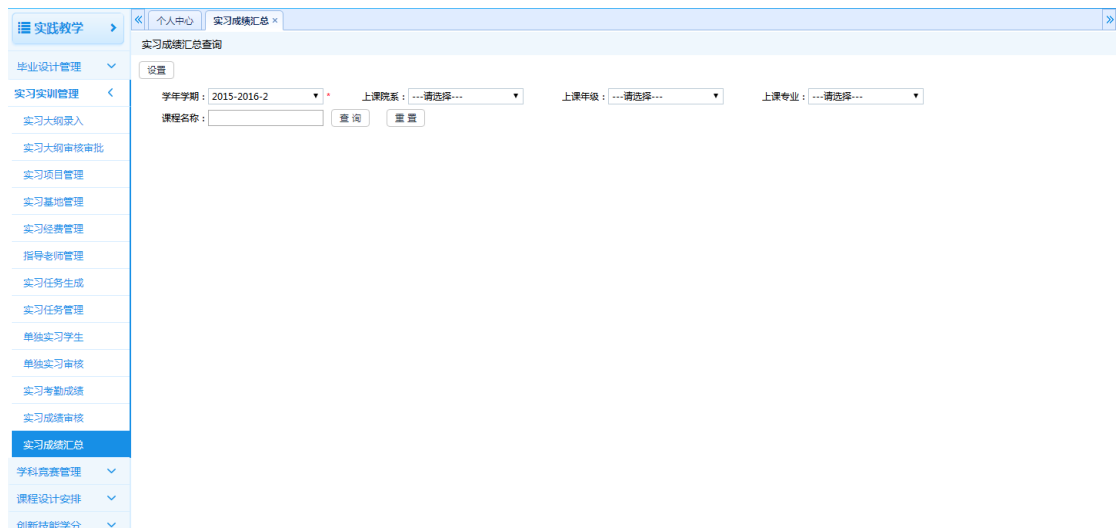 实践教学
毕业设计管理
实习实训管理
实习大纲录入
实习大纲审核审批
实习项目管理
实习基地管理
实习经费管理
指导老师管理
实习任务生成
实习任务管理
单独实习学生
单独实习审核
实习考勤成绩
实习成绩审核
实习成绩汇总
学科竞赛管理
课程设计安排
创新技能学分
个人中心 实习成绩汇总 ×
实习成绩汇总查询
设置
学年学期：2015-2016-2 * 上课院系：---请选择--- 上课年级：---请选择--- 上课专业：---请选择---
课程名称： 查 询 重 置